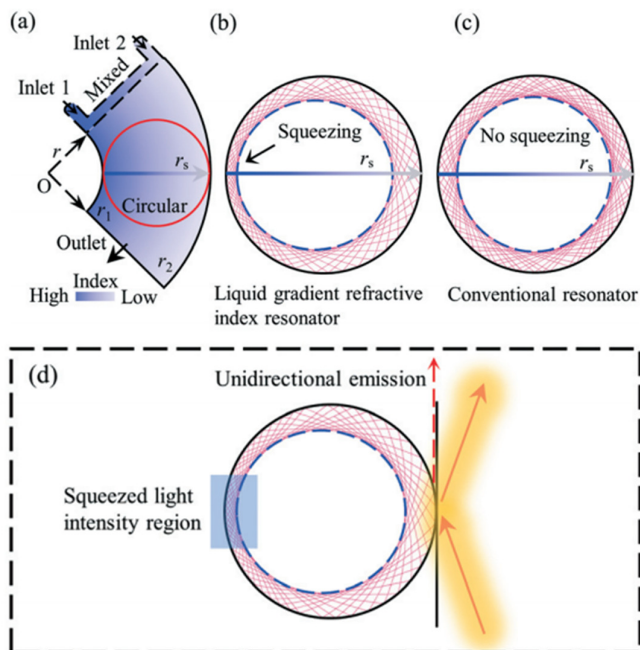 (a)
Inlet 2
Inlet 1
Mixed
r
O
r₁
rₛ
Circular
Outlet
r₂
Index
High
Low
(b)
Squeezing
rₛ
Liquid gradient refractive
index resonator
(c)
No squeezing
rₛ
Conventional resonator
(d)
Unidirectional emission
Squeezed light
intensity region